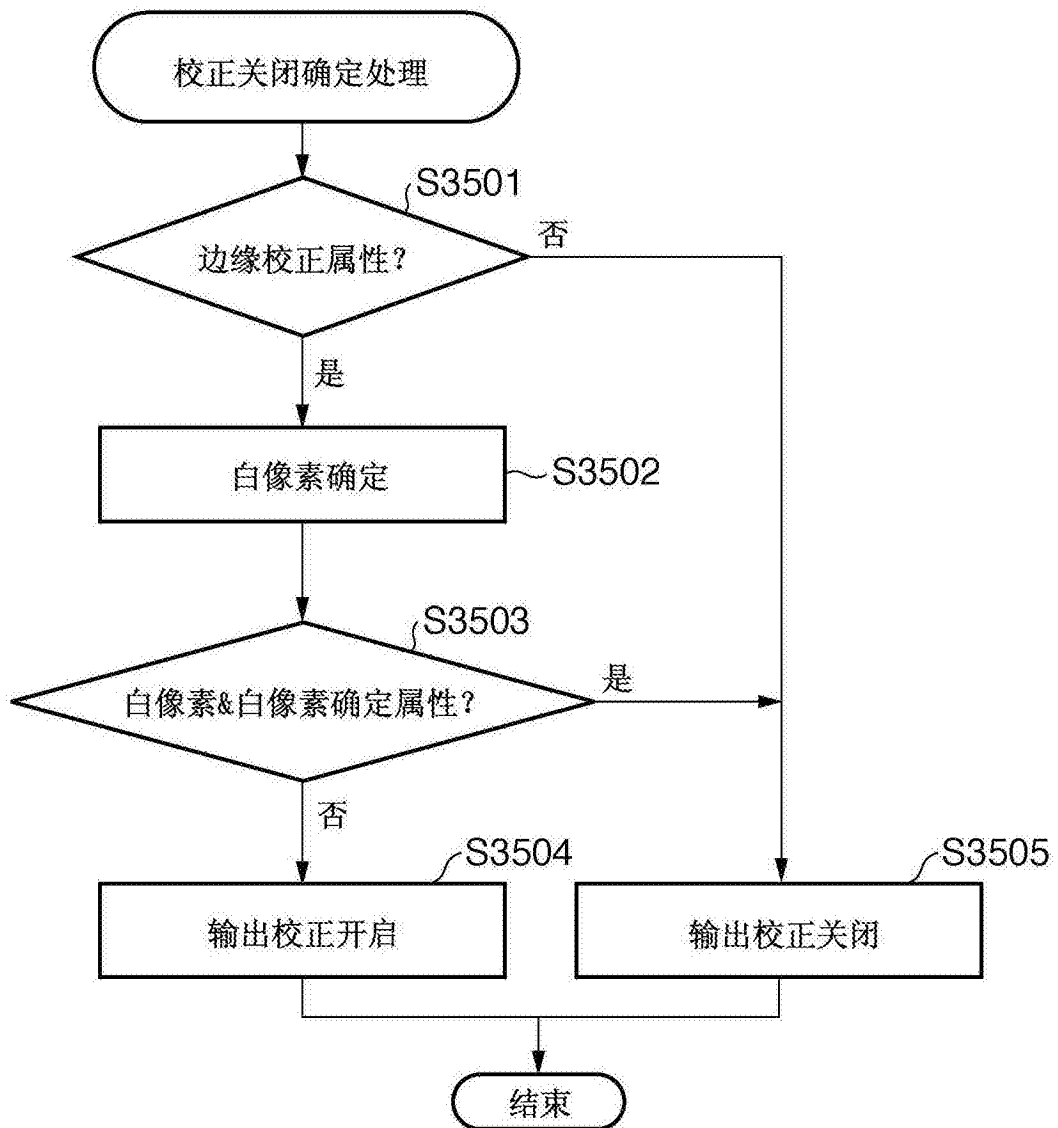 校正关闭确定处理
S3501
边缘校正属性？
否
是
白像素确定
S3502
S3503
白像素&白像素确定属性？
是
否
S3504
S3505
输出校正开启
输出校正关闭
结束